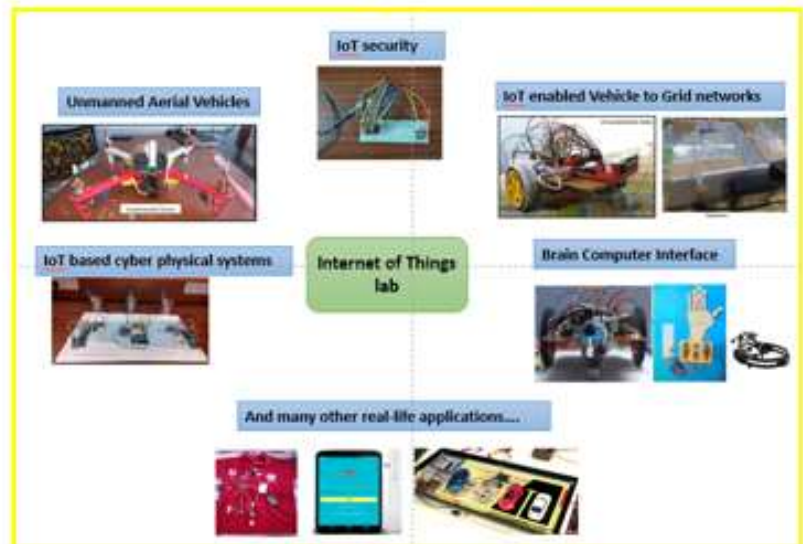 IoT security
Unmanned Aerial Vehicles
IoT enabled Vehicle to Grid networks
IoT based cyber physical systems
Internet of Things
lab
Brain Computer Interface
And many other real-life applications....